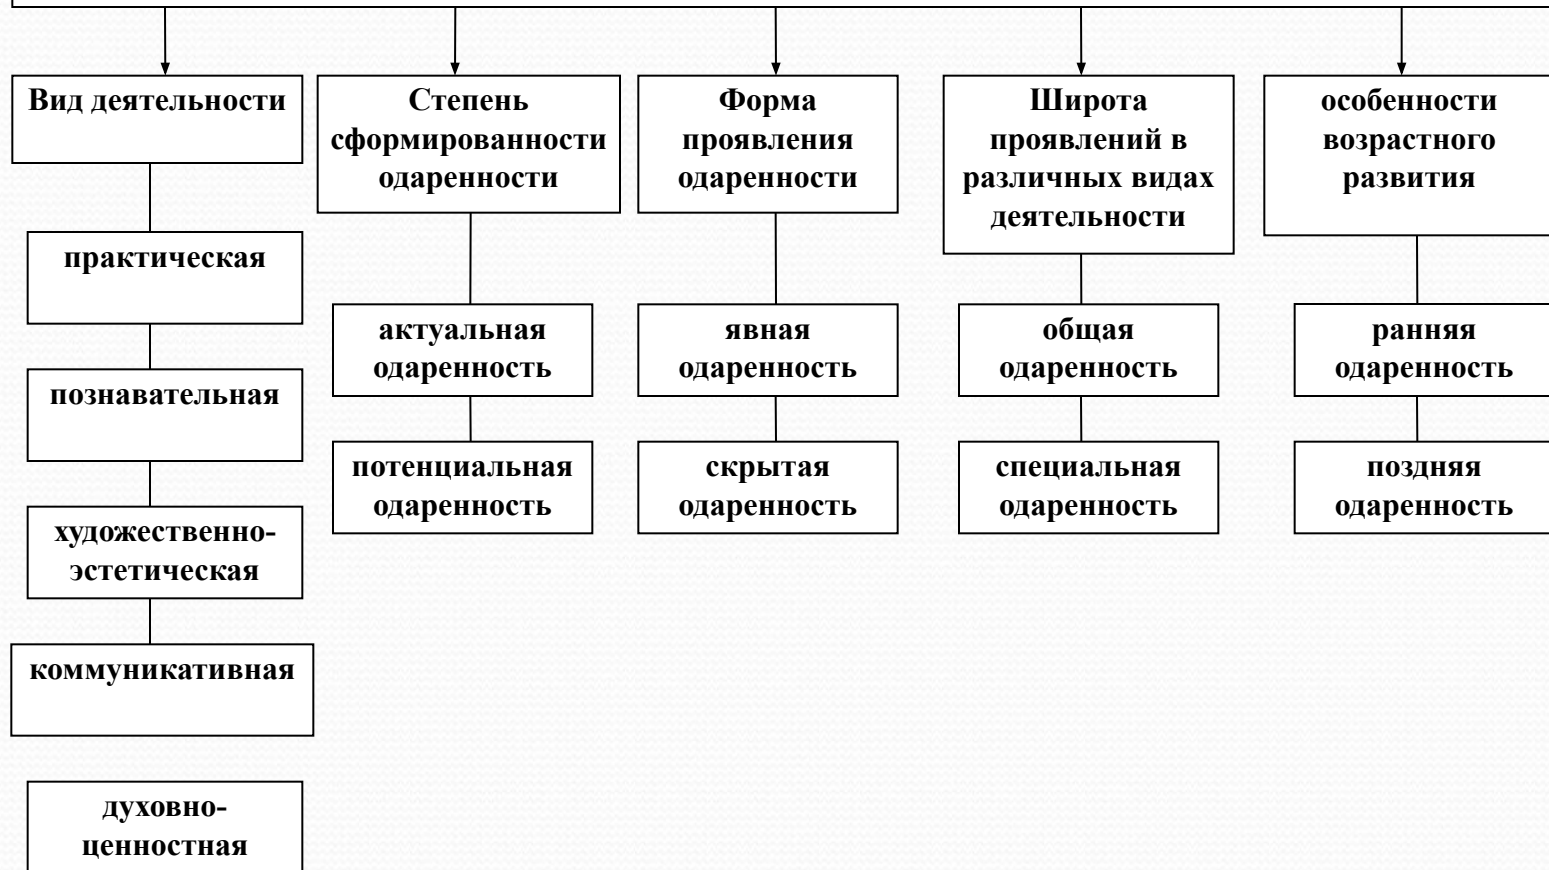 Вид деятельности
практическая
познавательная
художественно-
эстетическая
коммуникативная
духовно-
ценностная
Степень
сформированности
одаренности
актуальная
одаренность
потенциальная
одаренность
Форма
проявления
одаренности
явная
одаренность
скрытая
одаренность
Широта
проявлений в
различных видах
деятельности
общая
одаренность
специальная
одаренность
особенности
возрастного
развития
ранняя
одаренность
поздняя
одаренность